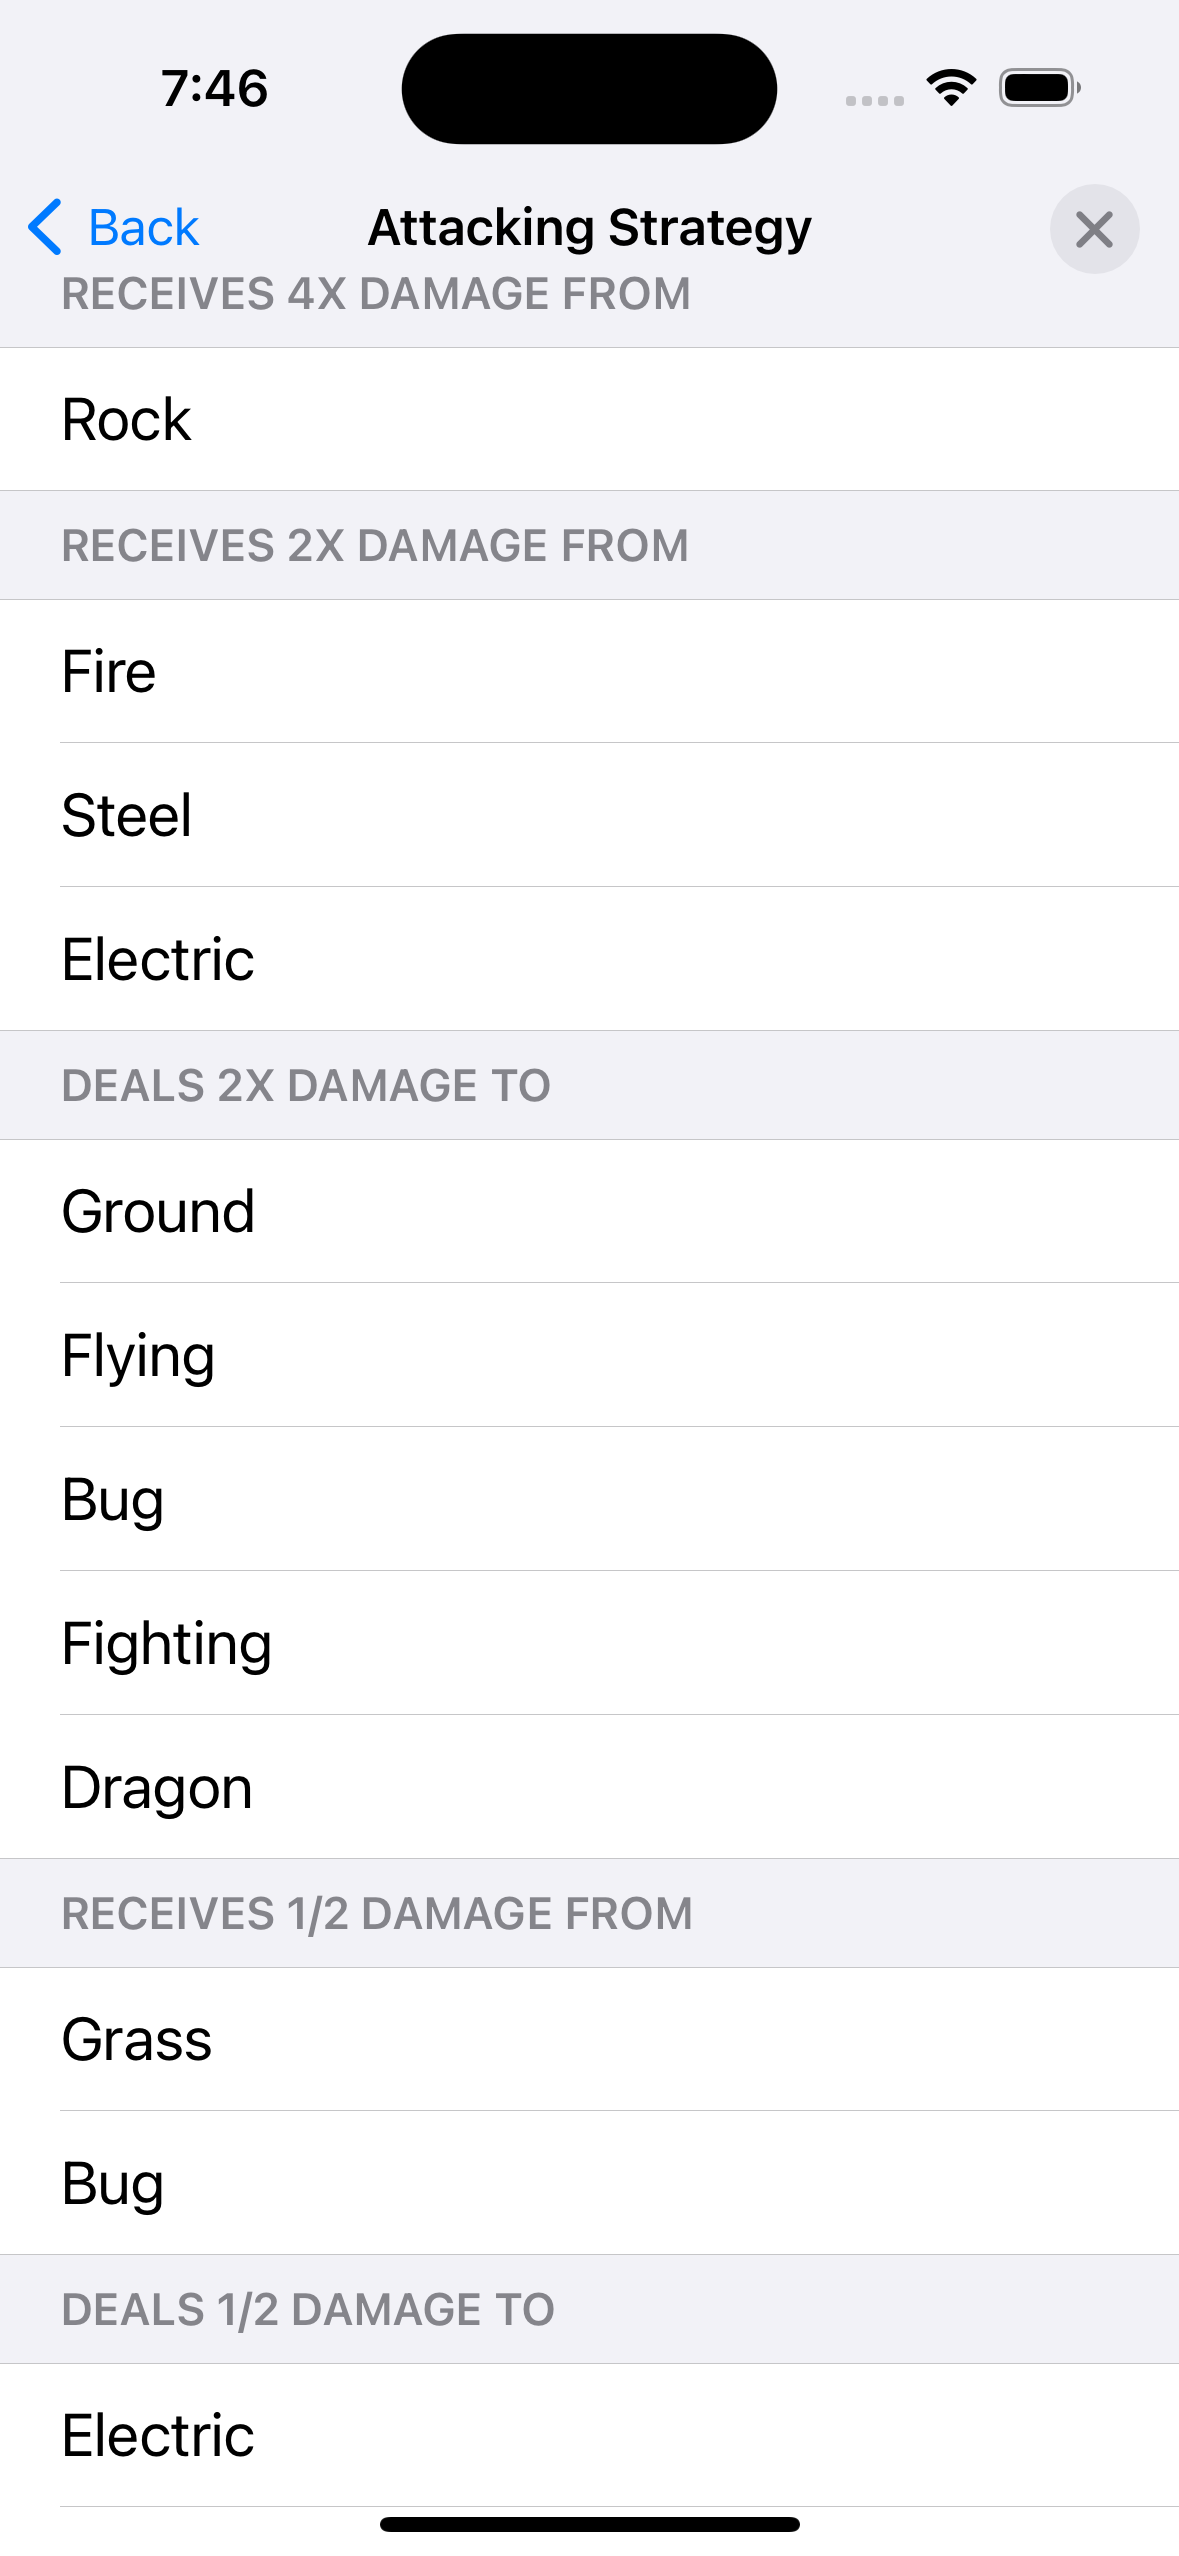 7:46
Back
Attacking Strategy
RECEIVES 4X DAMAGE FROM
Rock
RECEIVES 2X DAMAGE FROM
Fire
Steel
Electric
DEALS 2X DAMAGE TO
Ground
Flying
Bug
Fighting
Dragon
RECEIVES 1/2 DAMAGE FROM
Grass
Bug
DEALS 1/2 DAMAGE TO
Electric